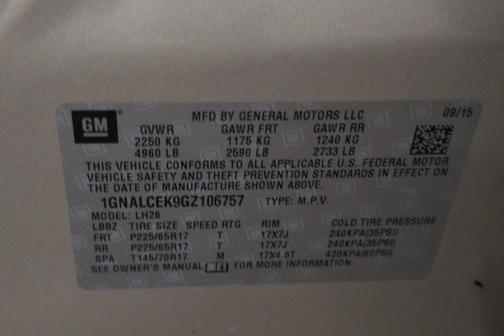 GM
MFD BY GENERAL MOTORS LLC 09/15
GVWR GAWR FRT GAWR RR
2250 KG 1175 KG 1240 KG
4960 LB 2590 LB 2733 LB
THIS VEHICLE CONFORMS TO ALL APPLICABLE U.S. FEDERAL MOTOR
VEHICLE SAFETY AND THEFT PREVENTION STANDARDS IN EFFECT ON
THE DATE OF MANUFACTURE SHOWN ABOVE.
1GNALCEK9GZ106757 TYPE: M.P.V.
MODEL: LH26
LBBZ TIRE SIZE SPEED RTG RIM COLD TIRE PRESSURE
FRT P225/65R17 T 17X7J 240KPA(35PSI)
RR P225/65R17 T 17X7J 240KPA(35PSI)
SPA T145/70R17 M 17X4.5T 420KPA(60PSI)
SEE OWNER'S MANUAL FOR MORE INFORMATION.